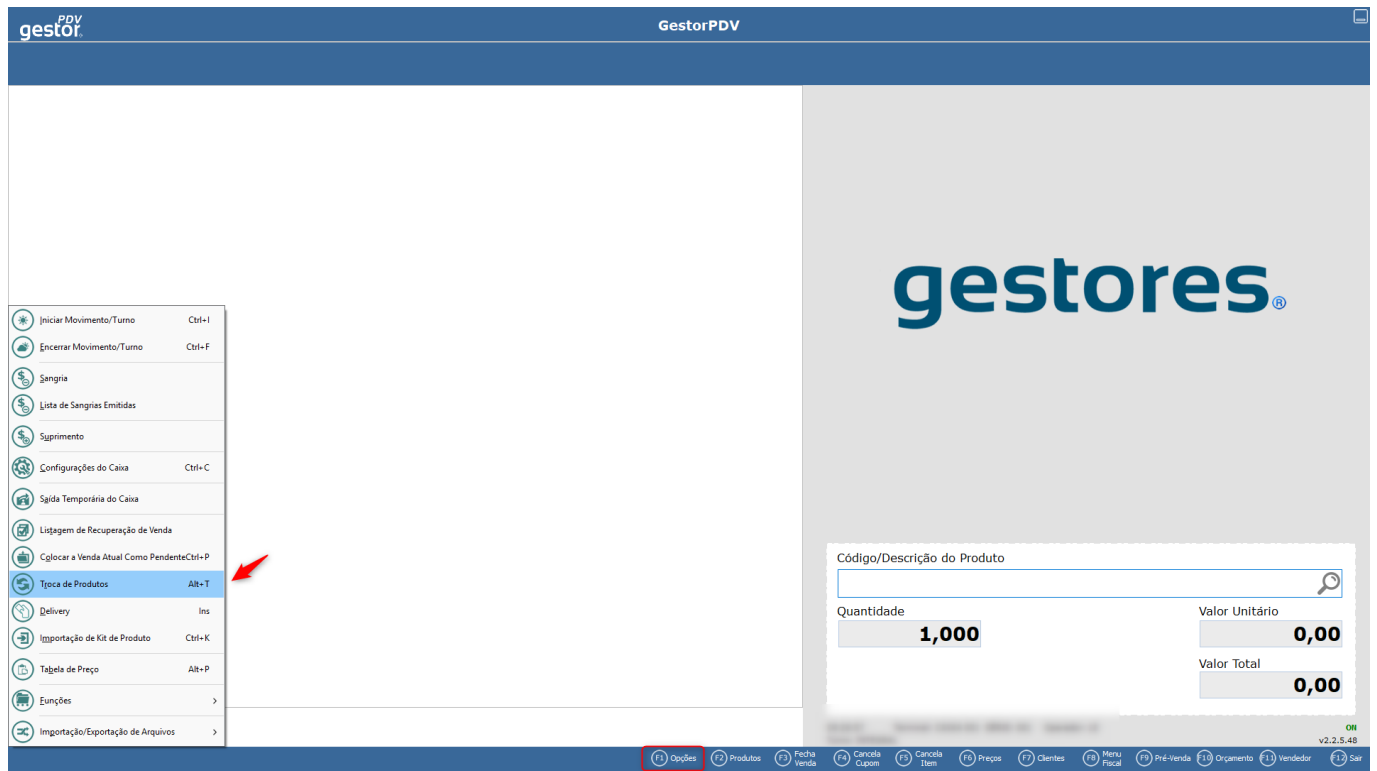 gestor PDV
GestorPDV
gestores®
Iniciar Movimento/Turno Ctrl+I
Encerrar Movimento/Turno Ctrl+F
Sangria
Lista de Sangrias Emitidas
Suprimento
Configurações do Caixa Ctrl+C
Saída Temporária do Caixa
Listagem de Recuperação de Venda
Colocar a Venda Atual Como PendenteCtrl+P
Troca de Produtos Alt+T
Delivery Ins
Importação de Kit de Produto Ctrl+K
Tabela de Preço Alt+P
Funções >
Importação/Exportação de Arquivos >
Código/Descrição do Produto
Quantidade Valor Unitário
1,000 0,00
Valor Total
0,00
ON
v2.2.5.48
F1 Opções F2 Produtos F3 Fecha Venda F4 Cancela Cupom F5 Cancela Item F6 Preços F7 Clientes F8 Menu Fiscal F9 Pré-Venda F10 Orçamento F11 Vendedor F12 Sair